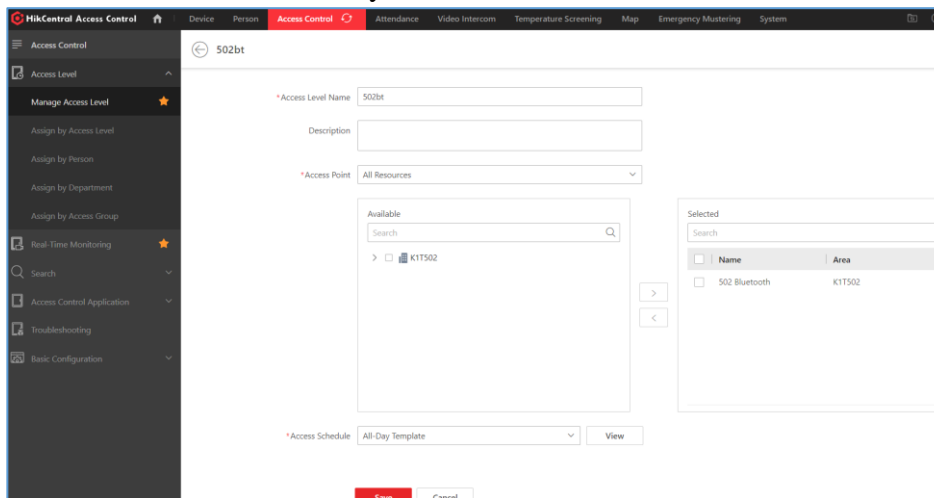 HikCentral Access Control Device Person Access Control Attendance Video Intercom Temperature Screening Map Emergency Mustering System
Access Control
502bt
Access Level
Manage Access Level
Assign by Access Level
Assign by Person
Assign by Department
Assign by Access Group
Real-Time Monitoring
Search
Access Control Application
Troubleshooting
Basic Configuration
*Access Level Name 502bt
Description
*Access Point All Resources
Available
Search
K1T502
>
<
Selected
Search
Name Area
502 Bluetooth K1T502
*Access Schedule All-Day Template View
Save Cancel